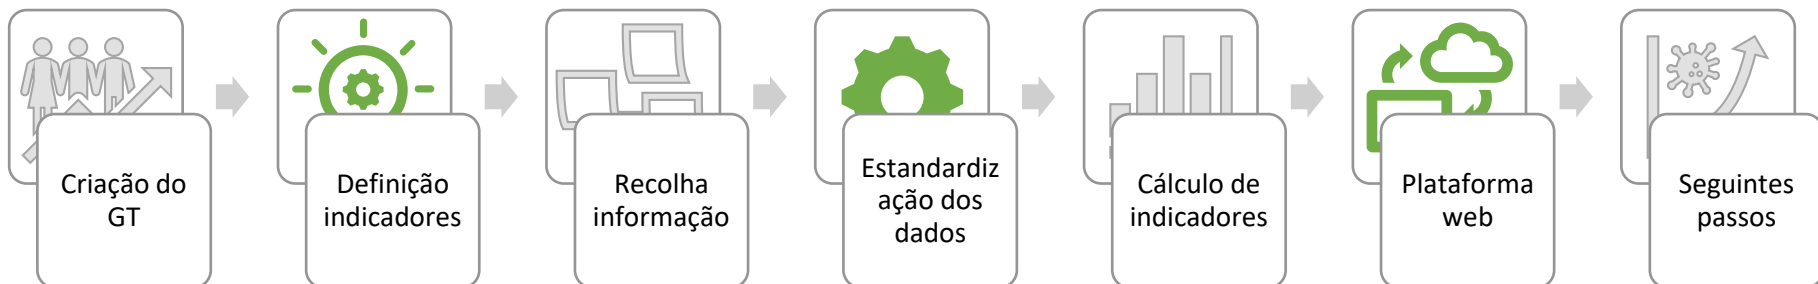 Criação do
GT
Definição
indicadores
Recolha
informação
Estandardiz
ação dos
dados
Cálculo de
indicadores
Plataforma
web
Seguintes
passos